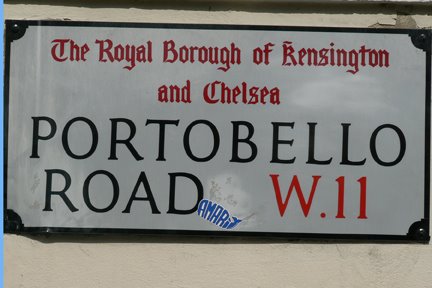 The Royal Borough of Kensington
and Chelsea
PORTOBELLO
ROAD W.11